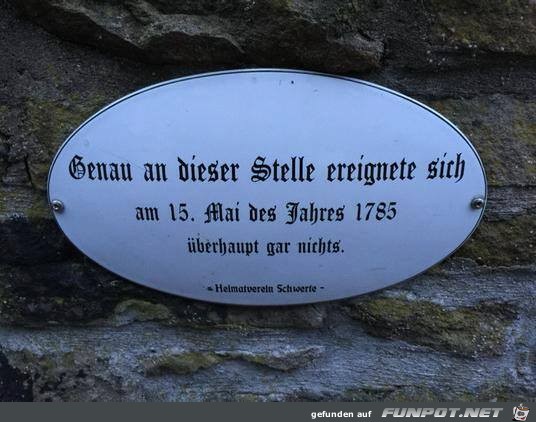 Genau an dieser Stelle ereignete sich
am 15. Mai des Jahres 1785
überhaupt gar nichts.
- Heimatverein Schwerte -
gefunden auf FUNPOT.NET